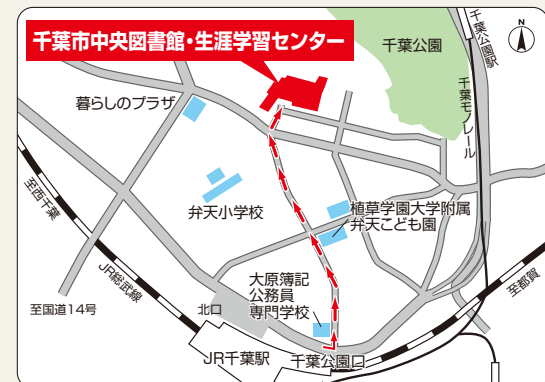 千葉市中央図書館・生涯学習センター
千葉公園
千葉公園駅
N
千葉モノレール
暮らしのプラザ
弁天小学校
植草学園大学附属
弁天こども園
至西千葉
JR総武線
大原簿記
公務員
専門学校
至都賀
至国道14号
北口
JR千葉駅
千葉公園口